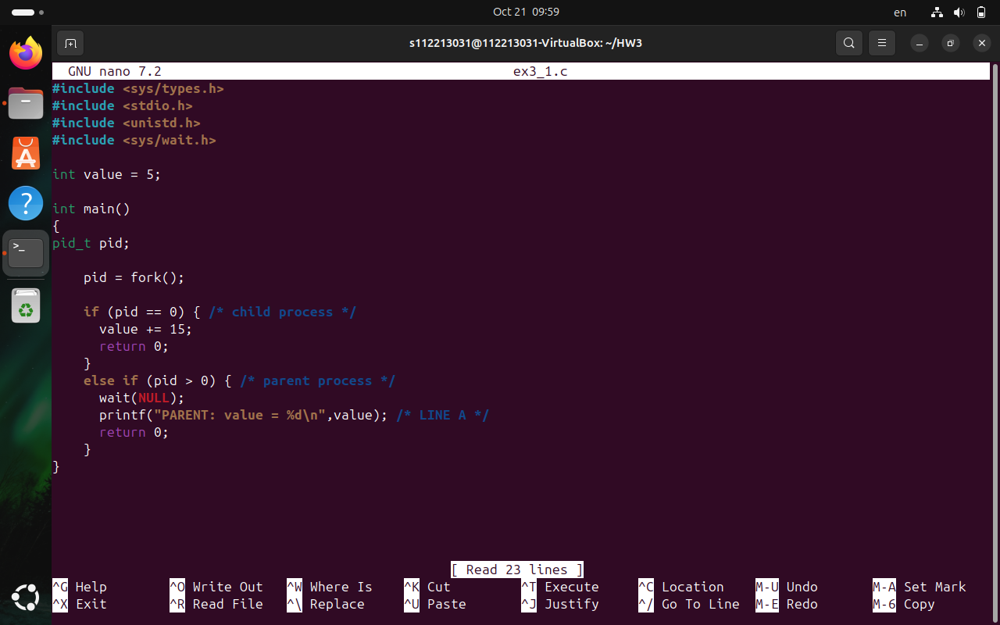 Oct 21 09:59
en
s112213031@112213031-VirtualBox: ~/HW3
GNU nano 7.2 ex3_1.c
#include <sys/types.h>
#include <stdio.h>
#include <unistd.h>
#include <sys/wait.h>
int value = 5;
int main()
{
pid_t pid;
pid = fork();
if (pid == 0) { /* child process */
value += 15;
return 0;
}
else if (pid > 0) { /* parent process */
wait(NULL);
printf("PARENT: value = %d\n",value); /* LINE A */
return 0;
}
}
[ Read 23 lines ]
^G Help ^O Write Out ^W Where Is ^K Cut ^T Execute ^C Location M-U Undo M-A Set Mark
^X Exit ^R Read File ^\ Replace ^U Paste ^J Justify ^/ Go To Line M-E Redo M-6 Copy